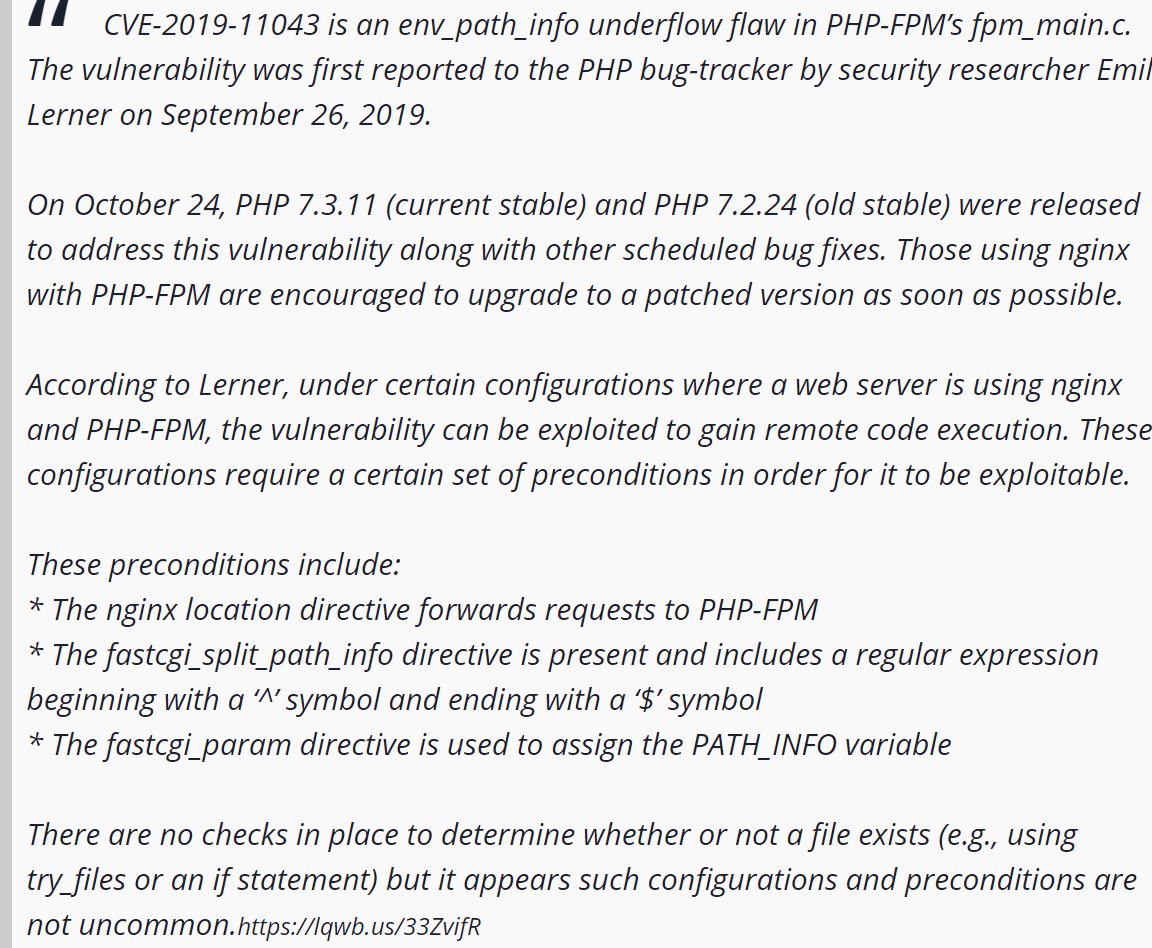 “ CVE-2019-11043 is an env_path_info underflow flaw in PHP-FPM’s fpm_main.c.
The vulnerability was first reported to the PHP bug-tracker by security researcher Emil
Lerner on September 26, 2019.
On October 24, PHP 7.3.11 (current stable) and PHP 7.2.24 (old stable) were released
to address this vulnerability along with other scheduled bug fixes. Those using nginx
with PHP-FPM are encouraged to upgrade to a patched version as soon as possible.
According to Lerner, under certain configurations where a web server is using nginx
and PHP-FPM, the vulnerability can be exploited to gain remote code execution. These
configurations require a certain set of preconditions in order for it to be exploitable.
These preconditions include:
* The nginx location directive forwards requests to PHP-FPM
* The fastcgi_split_path_info directive is present and includes a regular expression
beginning with a ‘^’ symbol and ending with a ‘$’ symbol
* The fastcgi_param directive is used to assign the PATH_INFO variable
There are no checks in place to determine whether or not a file exists (e.g., using
try_files or an if statement) but it appears such configurations and preconditions are
not uncommon.https://lqwb.us/33ZvifR